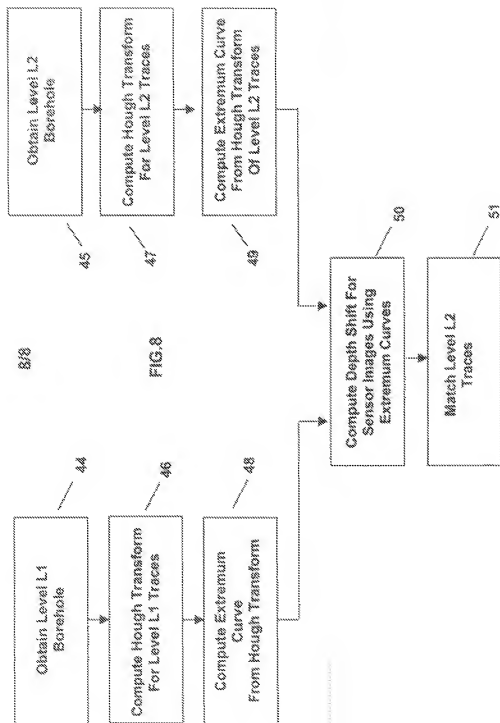 8/8
Obtain Level L1
Borehole
44
Compute Hough Transform
For Level L1 Traces
46
Compute Extremum
Curve
From Hough Transform
48
FIG.8
Obtain Level L2
Borehole
45
Compute Hough Transform
For Level L2 Traces
47
Compute Extremum Curve
From Hough Transform
Of Level L2 Traces
49
Compute Depth Shift For
Sensor Images Using
Extremum Curves
50
Match Level L2
Traces
51